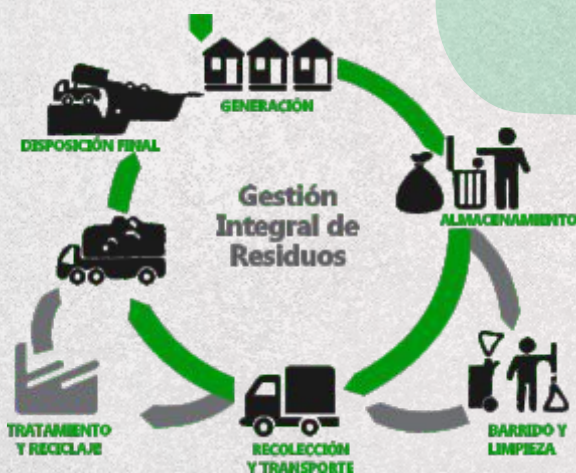 GENERACIÓN
DISPOSICIÓN FINAL
Gestión
Integral de
Residuos
ALMACENAMIENTO
TRATAMIENTO
Y RECICLAJE
RECOLECCIÓN
Y TRANSPORTE
BARRIDO Y
LIMPIEZA